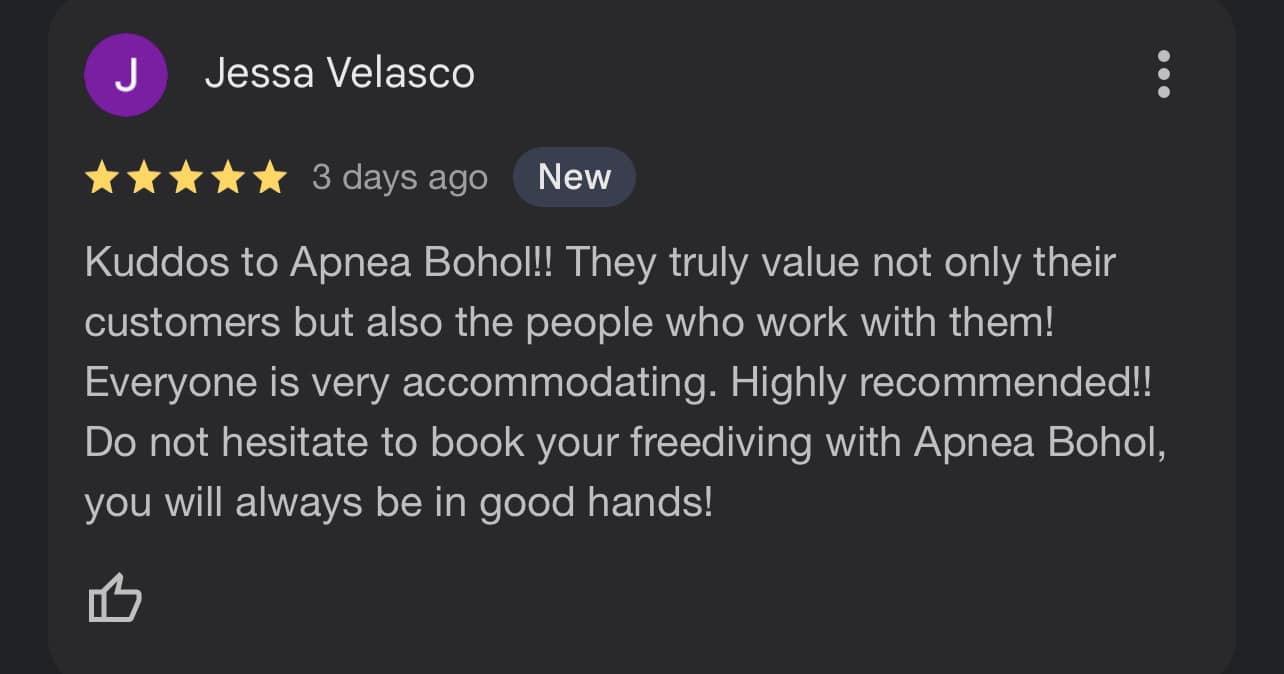 J
Jessa Velasco
3 days ago New
Kuddos to Apnea Bohol!! They truly value not only their
customers but also the people who work with them!
Everyone is very accommodating. Highly recommended!!
Do not hesitate to book your freediving with Apnea Bohol,
you will always be in good hands!